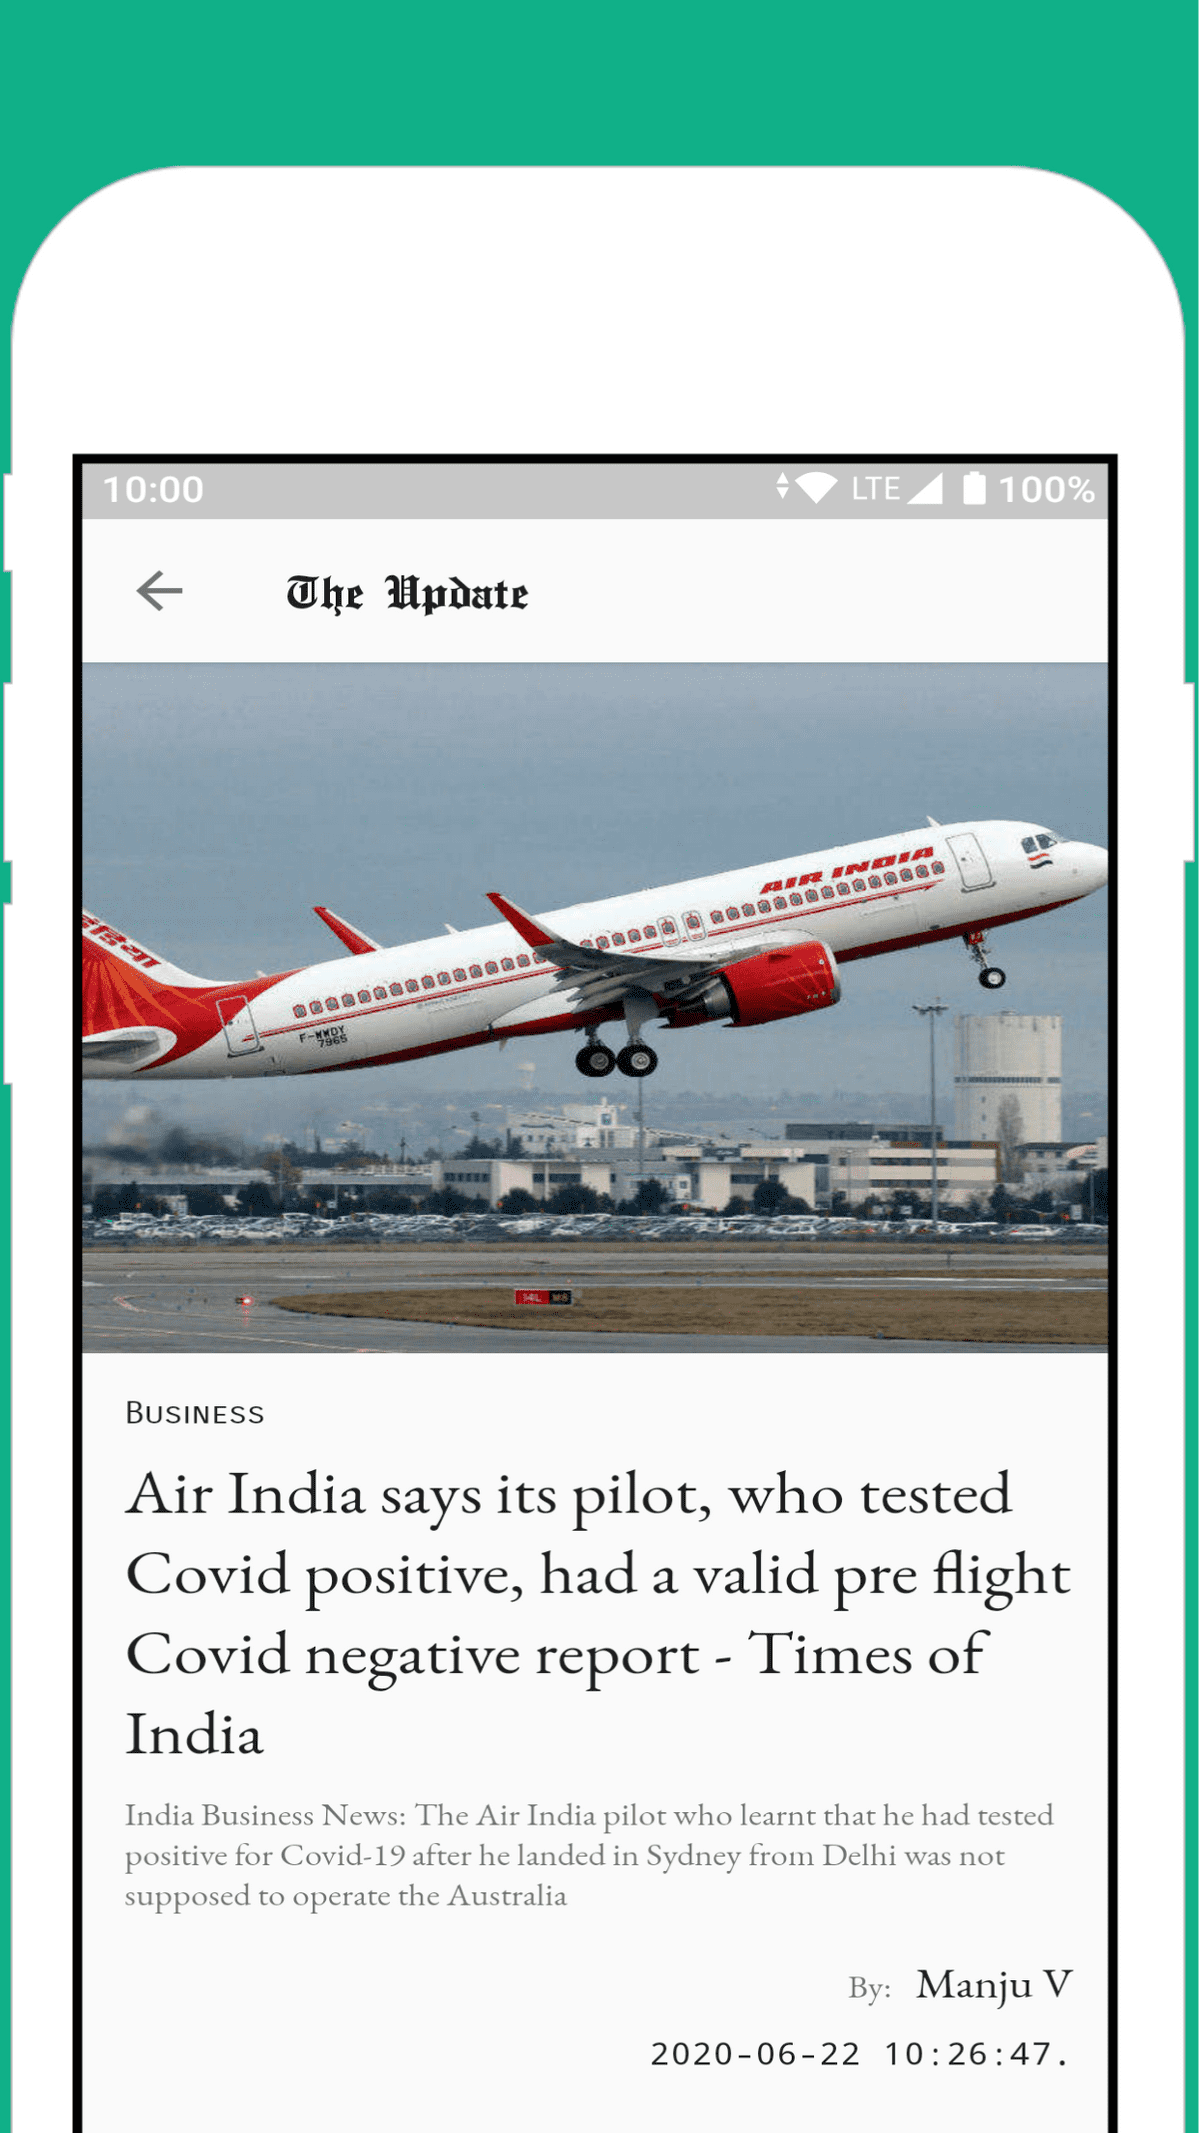 10:00 LTE 100%
The Update
AIR INDIA
F-WWDY
7965
BUSINESS
Air India says its pilot, who tested
Covid positive, had a valid pre flight
Covid negative report - Times of
India
India Business News: The Air India pilot who learnt that he had tested
positive for Covid-19 after he landed in Sydney from Delhi was not
supposed to operate the Australia
By: Manju V
2020-06-22 10:26:47.